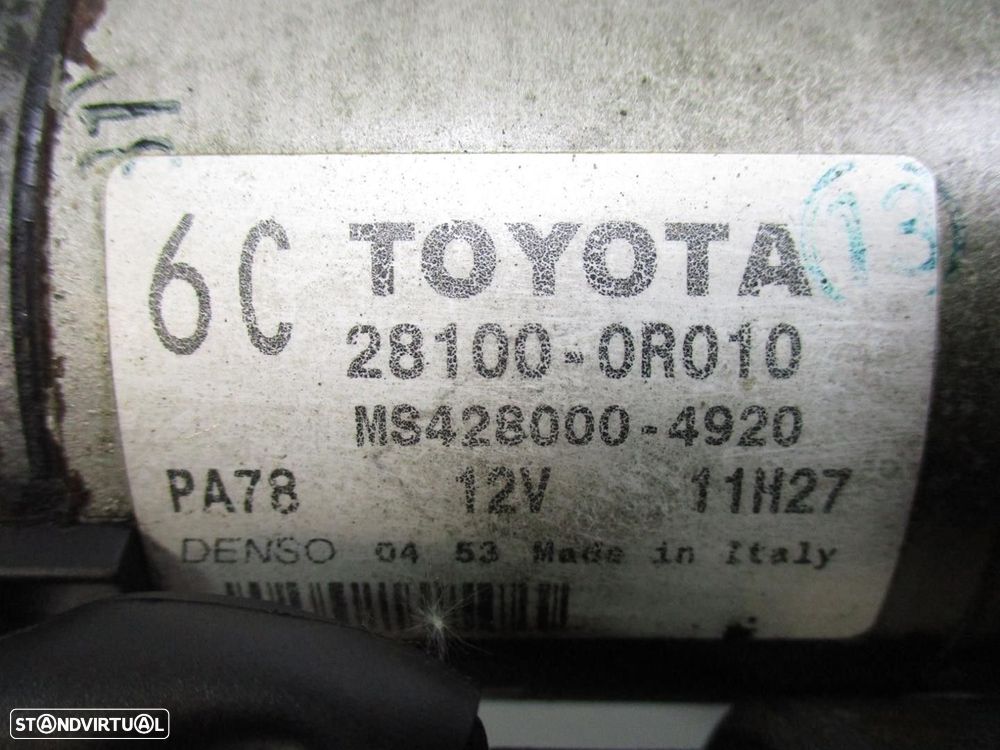 6C TOYOTA 13
28100-0R010
MS428000-4920
PA78 12V 11H27
DENSO 04 53 Made in Italy
STANDVIRTUAL